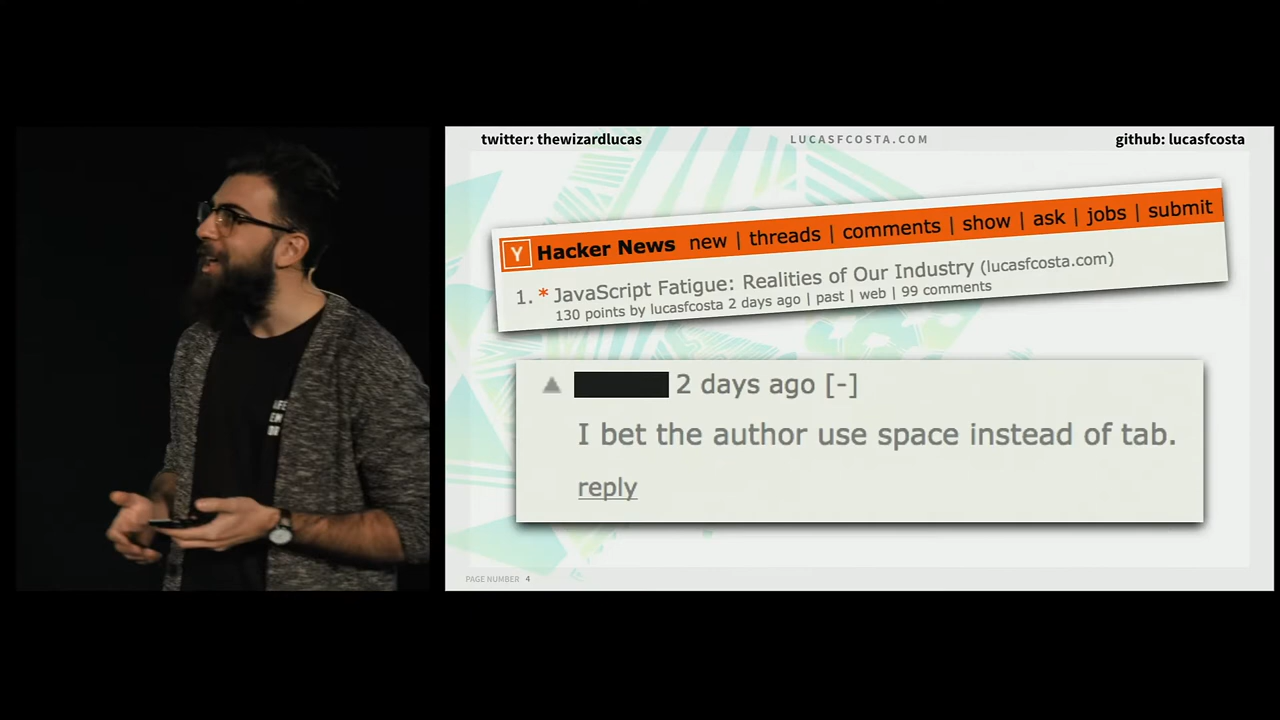 twitter: thewizardlucas
LUCASFCOSTA.COM
github: lucasfcosta
Y Hacker News new | threads | comments | show | ask | jobs | submit
1. * JavaScript Fatigue: Realities of Our Industry (lucasfcosta.com)
130 points by lucasfcosta 2 days ago | past | web | 99 comments
▲ 2 days ago [-]
I bet the author use space instead of tab.
reply
PAGE NUMBER 4